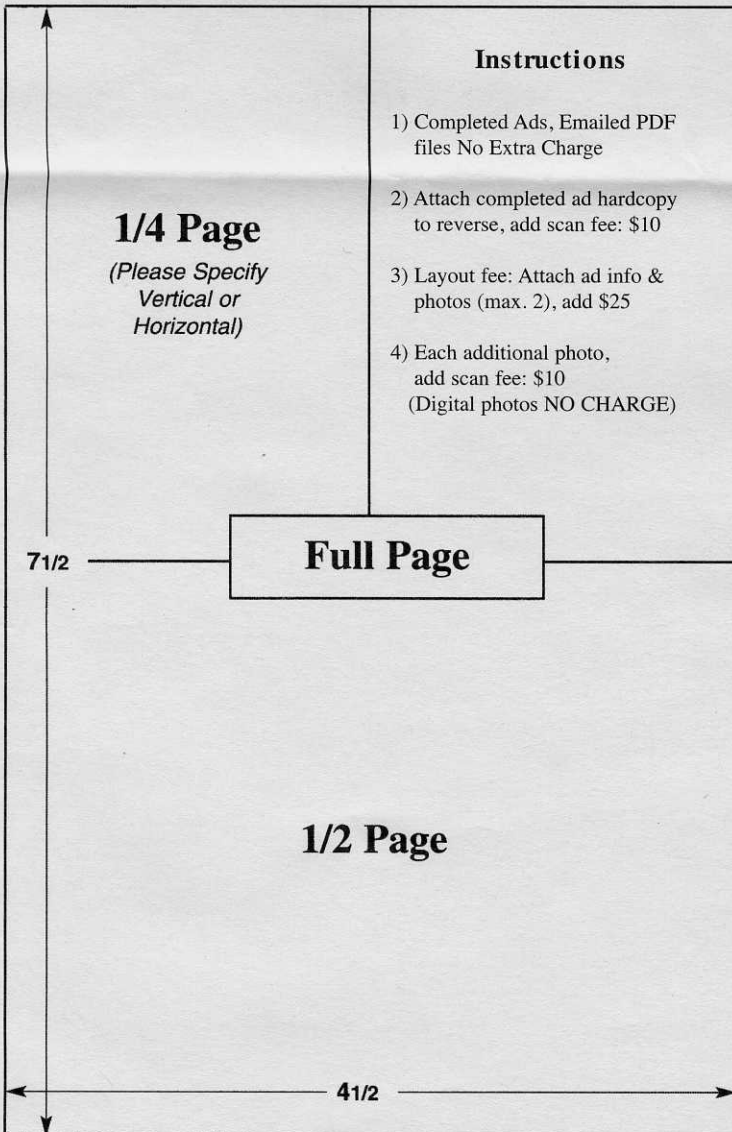 Instructions
1) Completed Ads, Emailed PDF
files No Extra Charge
2) Attach completed ad hardcopy
to reverse, add scan fee: $10
3) Layout fee: Attach ad info &
photos (max. 2), add $25
4) Each additional photo,
add scan fee: $10
(Digital photos NO CHARGE)
1/4 Page
(Please Specify
Vertical or
Horizontal)
7 1/2
Full Page
1/2 Page
4 1/2